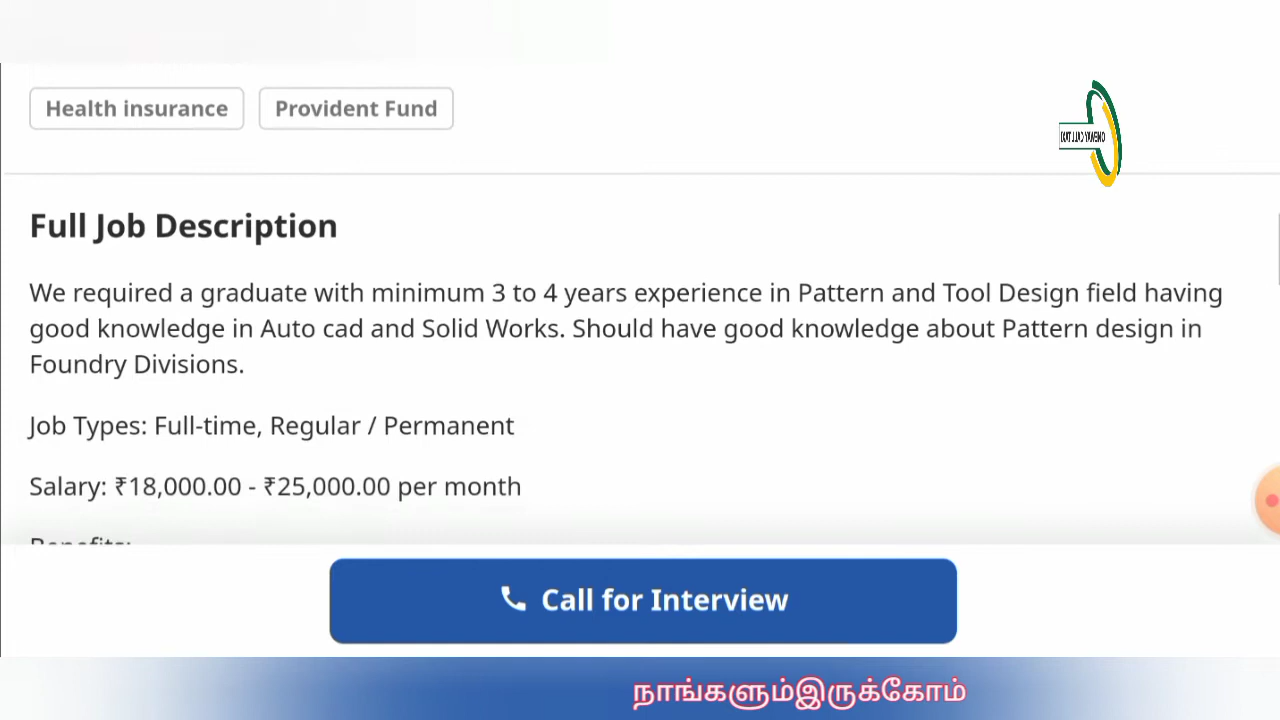 Health insurance
Provident Fund
Full Job Description
We required a graduate with minimum 3 to 4 years experience in Pattern and Tool Design field having
good knowledge in Auto cad and Solid Works. Should have good knowledge about Pattern design in
Foundry Divisions.
Job Types: Full-time, Regular / Permanent
Salary: ₹18,000.00 - ₹25,000.00 per month
Benefits:
Call for Interview
நாங்களும்இருக்கோம்